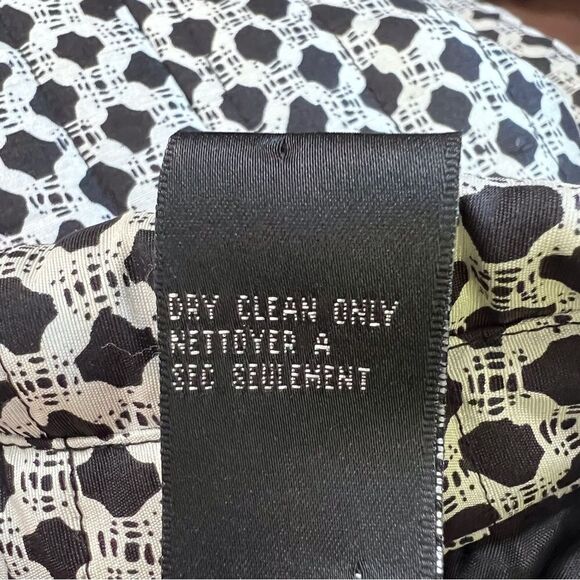 DRY CLEAN ONLY
NETTOYER A
SEC SEULEMENT